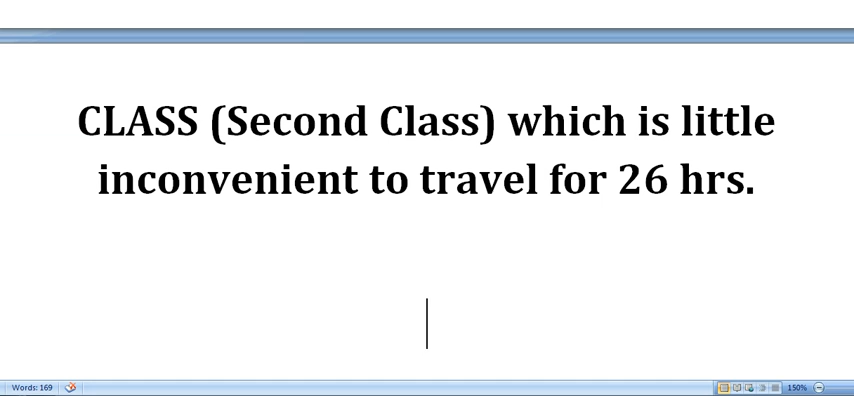 CLASS (Second Class) which is little
inconvenient to travel for 26 hrs.
Words: 169
150%